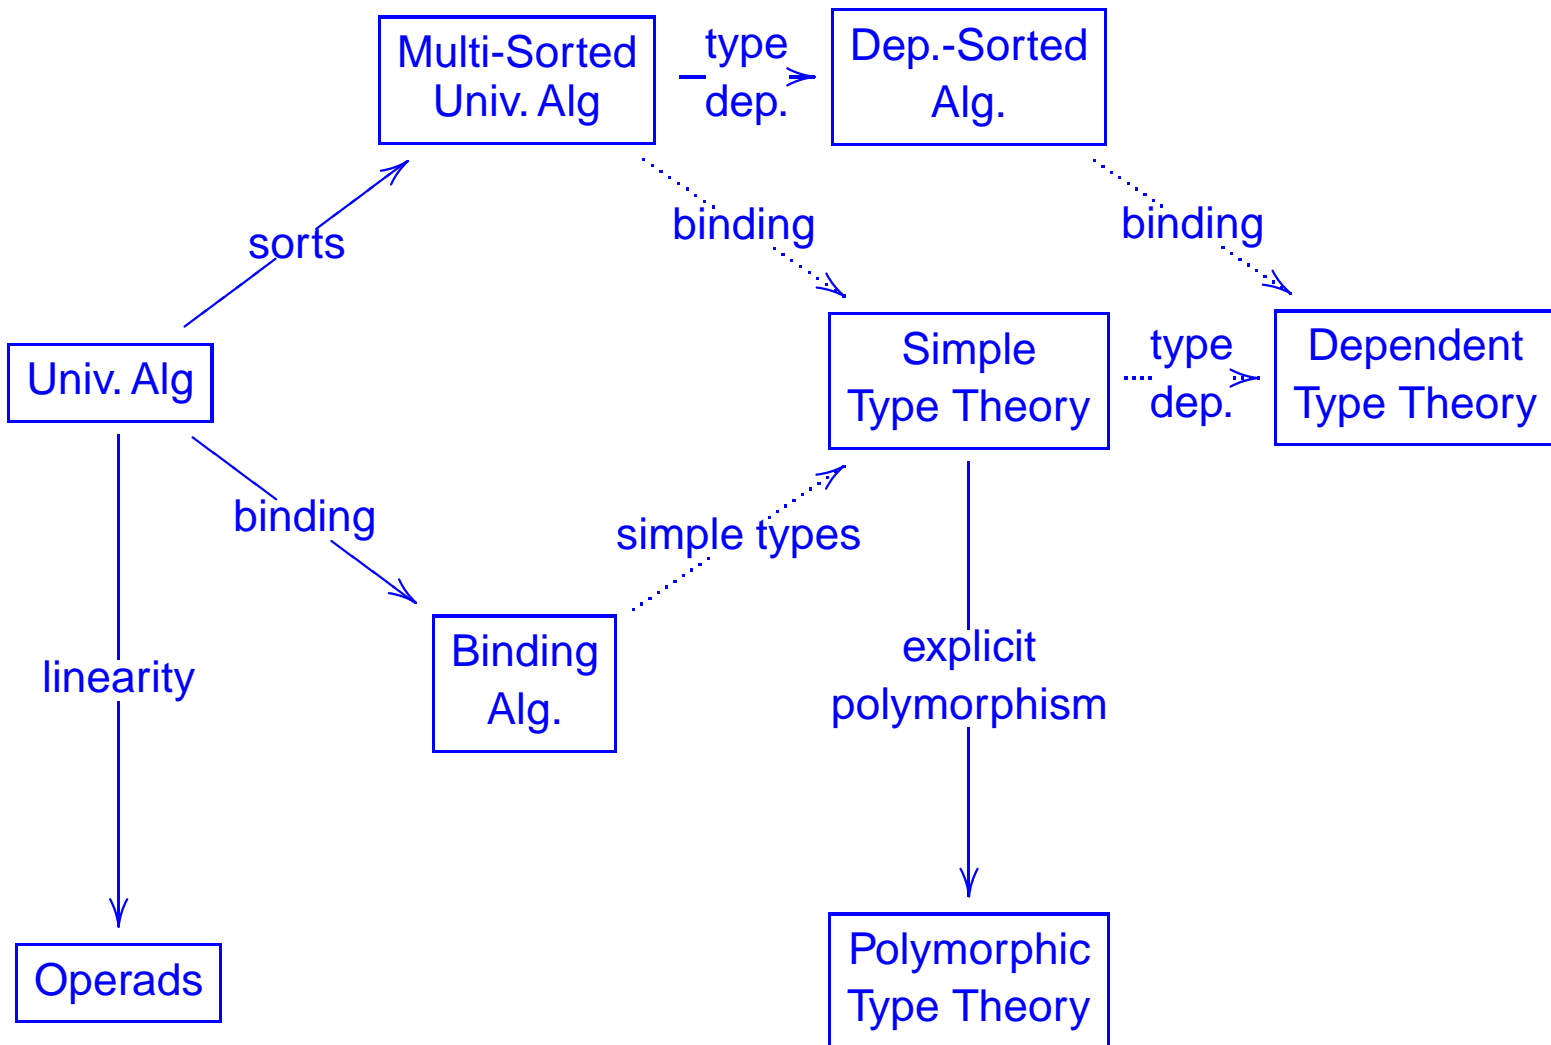 Multi-Sorted
Univ. Alg
type
dep.
Dep.-Sorted
Alg.
sorts
binding
binding
Univ. Alg
Simple
Type Theory
type
dep.
Dependent
Type Theory
binding
simple types
linearity
Binding
Alg.
explicit
polymorphism
Operads
Polymorphic
Type Theory